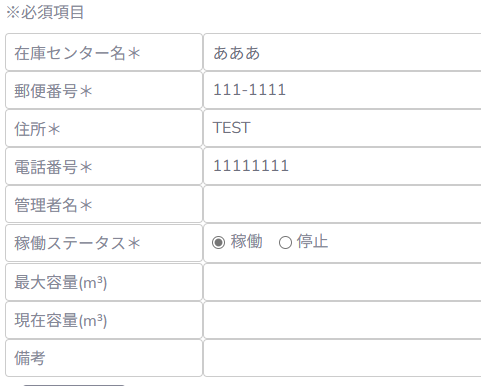 ※必須項目
在庫センター名＊ あああ
郵便番号＊ 111-1111
住所＊ TEST
電話番号＊ 11111111
管理者名＊
稼働ステータス＊ 稼働 停止
最大容量(m³)
現在容量(m³)
備考